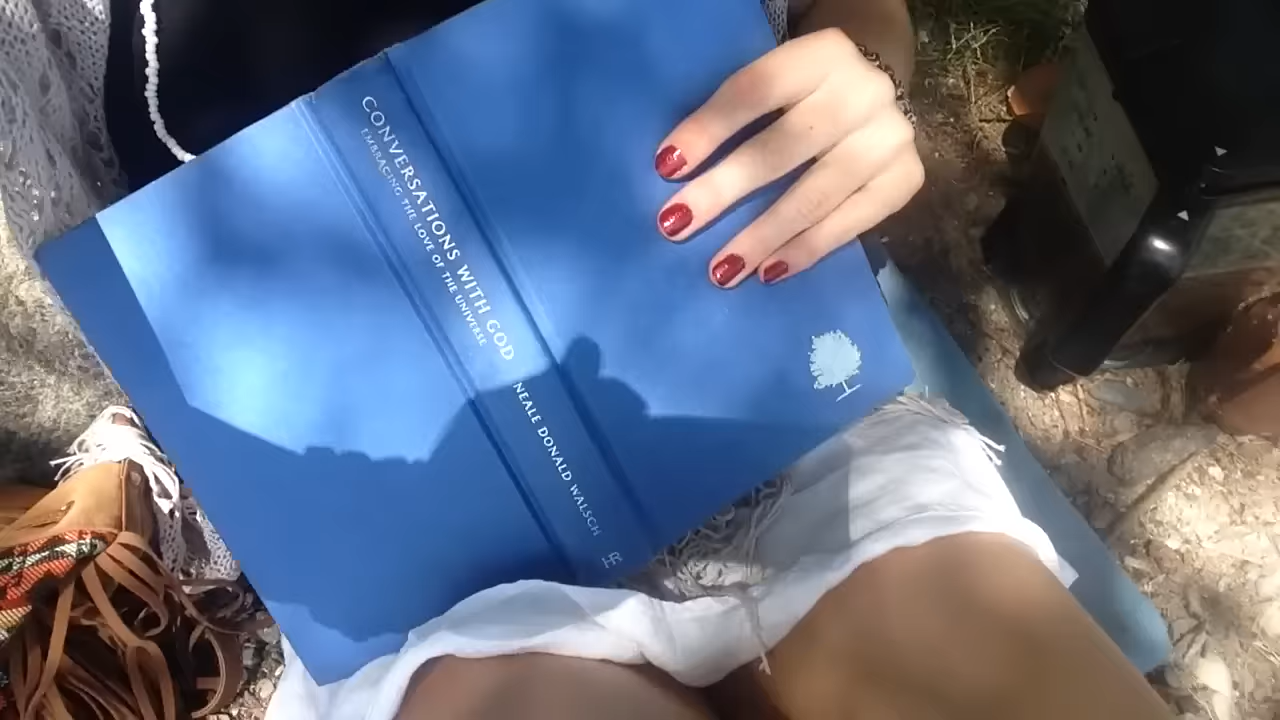 CONVERSATIONS WITH GOD
EMBRACING THE LOVE OF THE UNIVERSE
NEALE DONALD WALSCH
HR